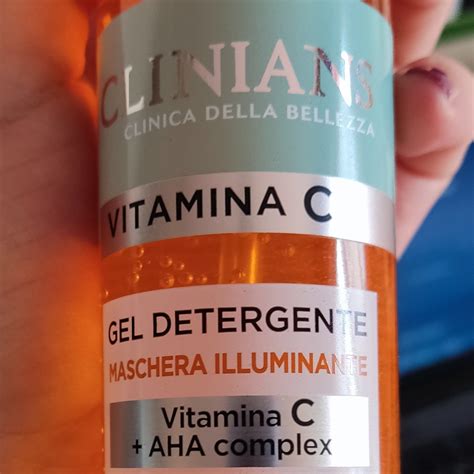 CLINIANS
CLINICA DELLA BELLEZZA
VITAMINA C
GEL DETERGENTE
MASCHERA ILLUMINANTE
Vitamina C
+ AHA complex